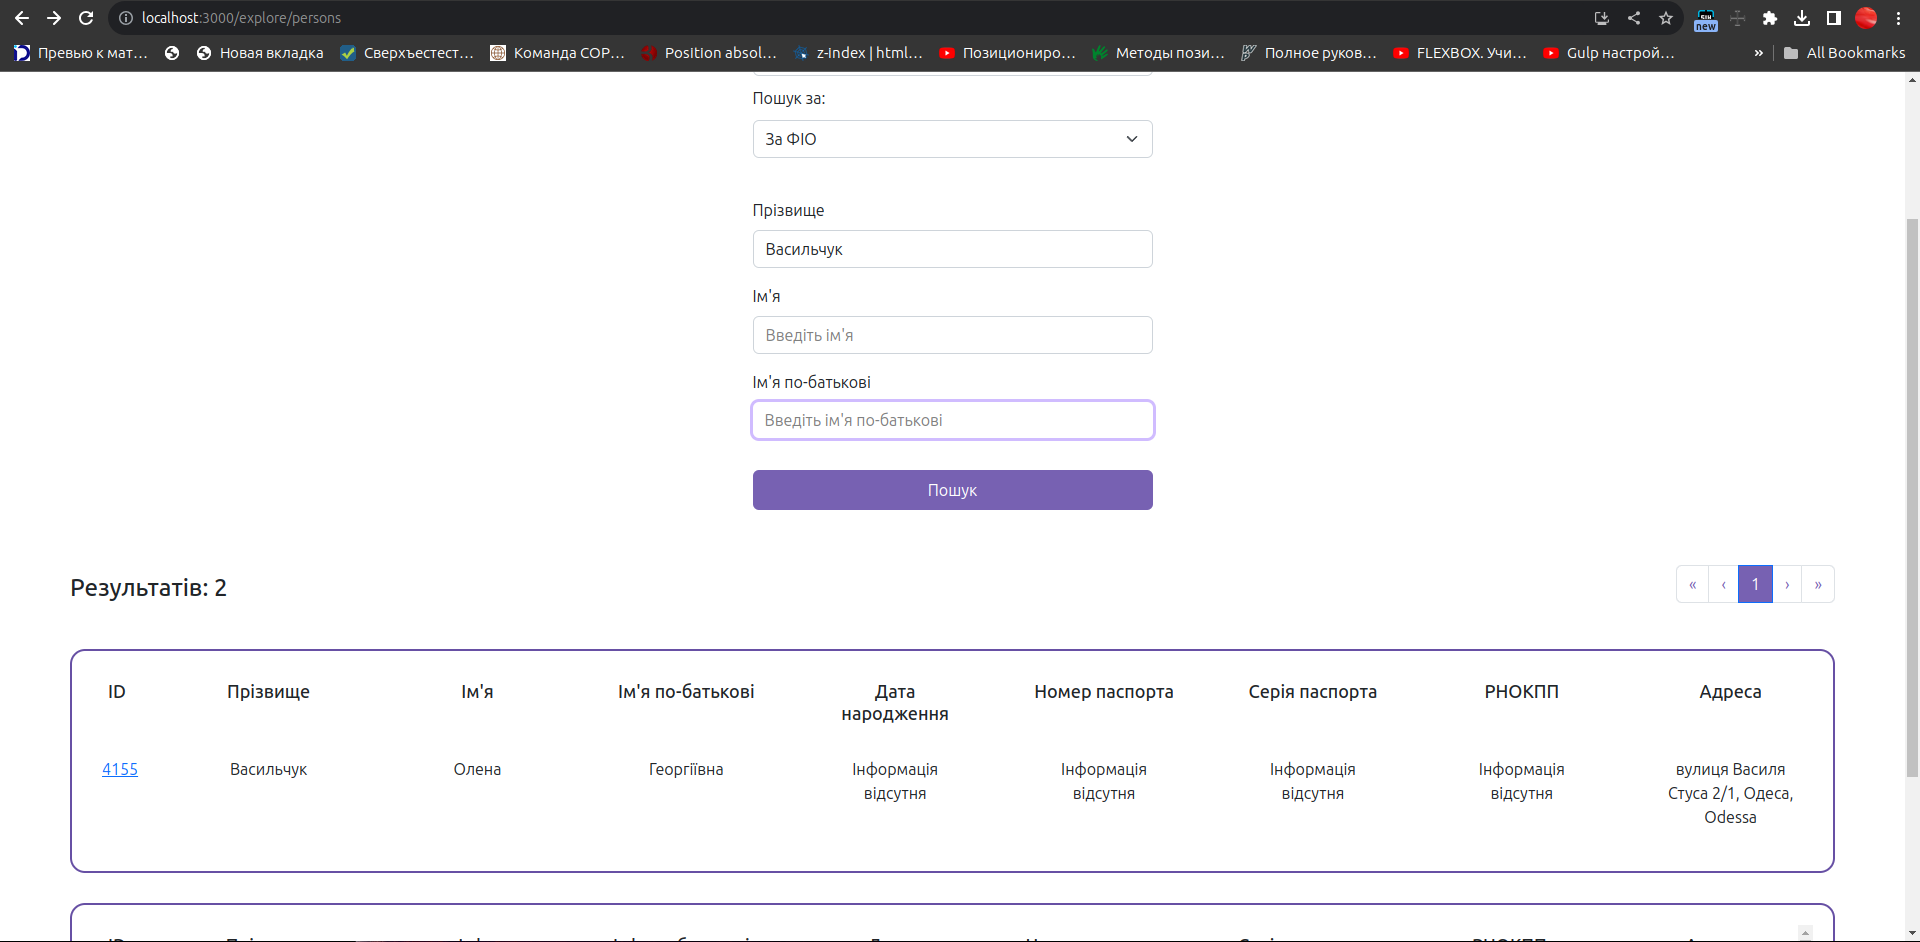 localhost:3000/explore/persons
new
Превью к мат... Новая вкладка Сверхъестест... Команда СОР... Position absol... z-Index | html... Позициониро... Методы пози... Полное руков... FLEXBOX. Учи... Gulp настрой... » All Bookmarks
Пошук за:
За ФІО
Прізвище
Васильчук
Ім'я
Введіть ім'я
Ім'я по-батькові
Введіть ім'я по-батькові
Пошук
Результатів: 2
« ‹ 1 › »
ID Прізвище Ім'я Ім'я по-батькові Дата Номер паспорта Серія паспорта РНОКПП Адреса
народження
4155 Васильчук Олена Георгіївна Інформація Інформація Інформація Інформація вулиця Василя
відсутня відсутня відсутня відсутня Стуса 2/1, Одеса,
Odessa